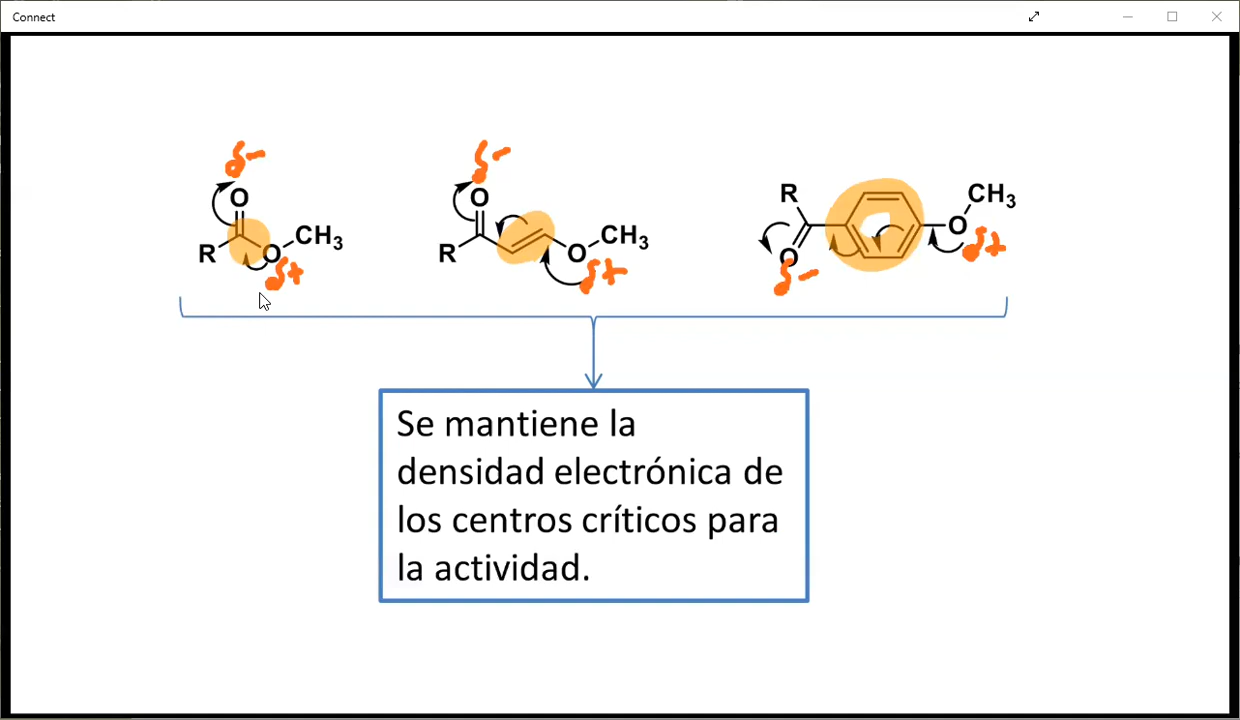 Connect
δ-
O
R
O
CH3
δ+
δ-
O
R
O
CH3
δ+
R
O
δ-
O
CH3
δ+
Se mantiene la
densidad electrónica de
los centros críticos para
la actividad.